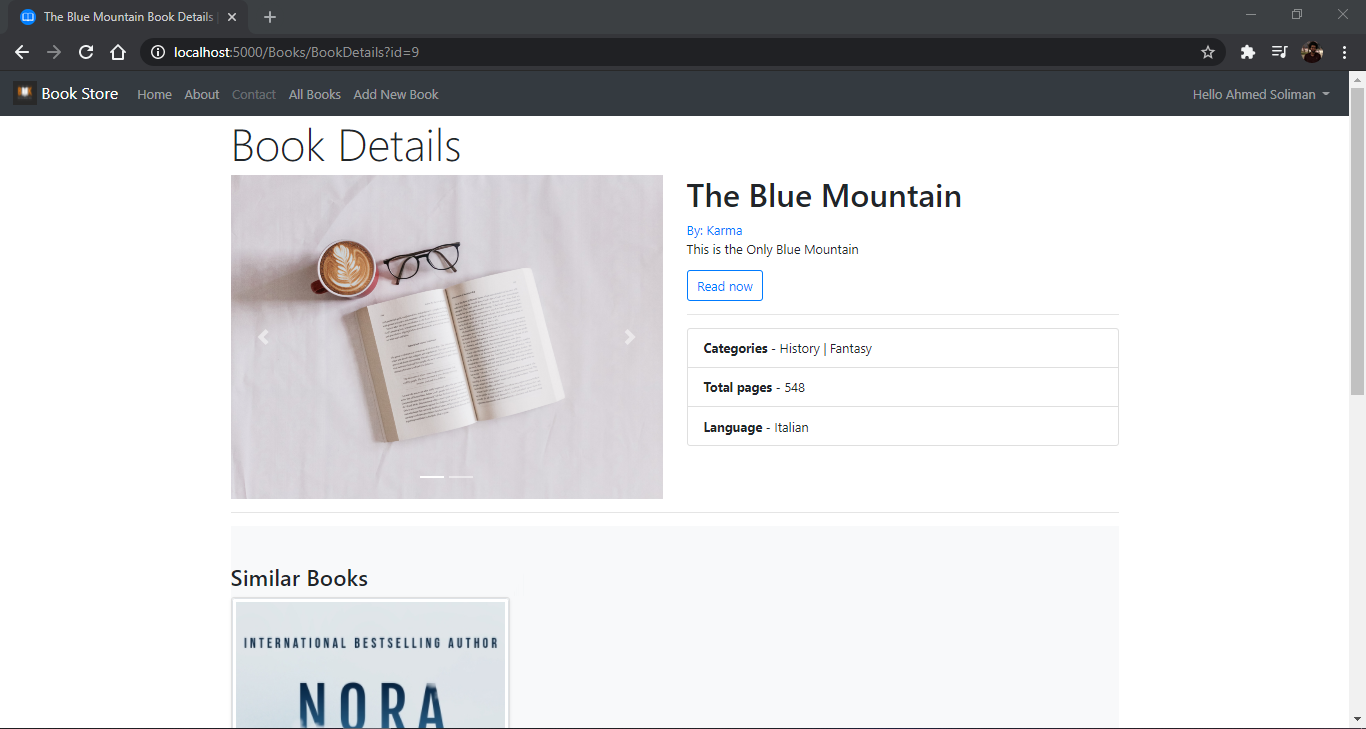 The Blue Mountain Book Details
localhost:5000/Books/BookDetails?id=9
Book Store Home About Contact All Books Add New Book Hello Ahmed Soliman
Book Details
The Blue Mountain
By: Karma
This is the Only Blue Mountain
Read now
Categories - History | Fantasy
Total pages - 548
Language - Italian
Similar Books
INTERNATIONAL BESTSELLING AUTHOR
NORA